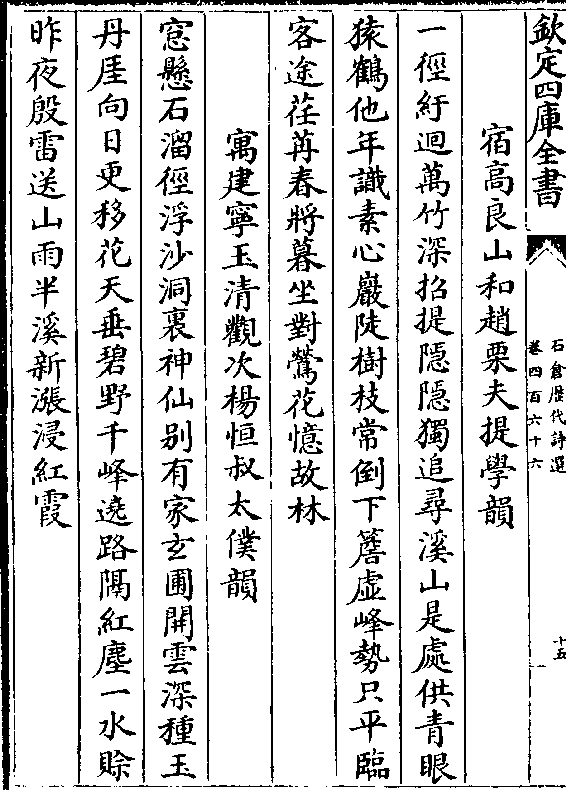 欽定四庫全書
石倉歴代詩選
卷四百六十六
十五
宿高良山和趙栗夫提學韻
一徑紆迴萬竹深招提隱隱獨追尋溪山是處供青眼
猿鶴他年識素心巖陡樹枝常倒下簷虛峰勢只平臨
客途荏苒春將暮坐對鶯花憶故林
寓建寧玉清觀次楊恒叔太僕韻
窓懸石溜徑浮沙洞裏神仙别有家玄圃開雲深種玉
丹厓向日更移花天垂碧野千峰遶路隔紅塵一水賖
昨夜殷雷送山雨半溪新漲浸紅霞